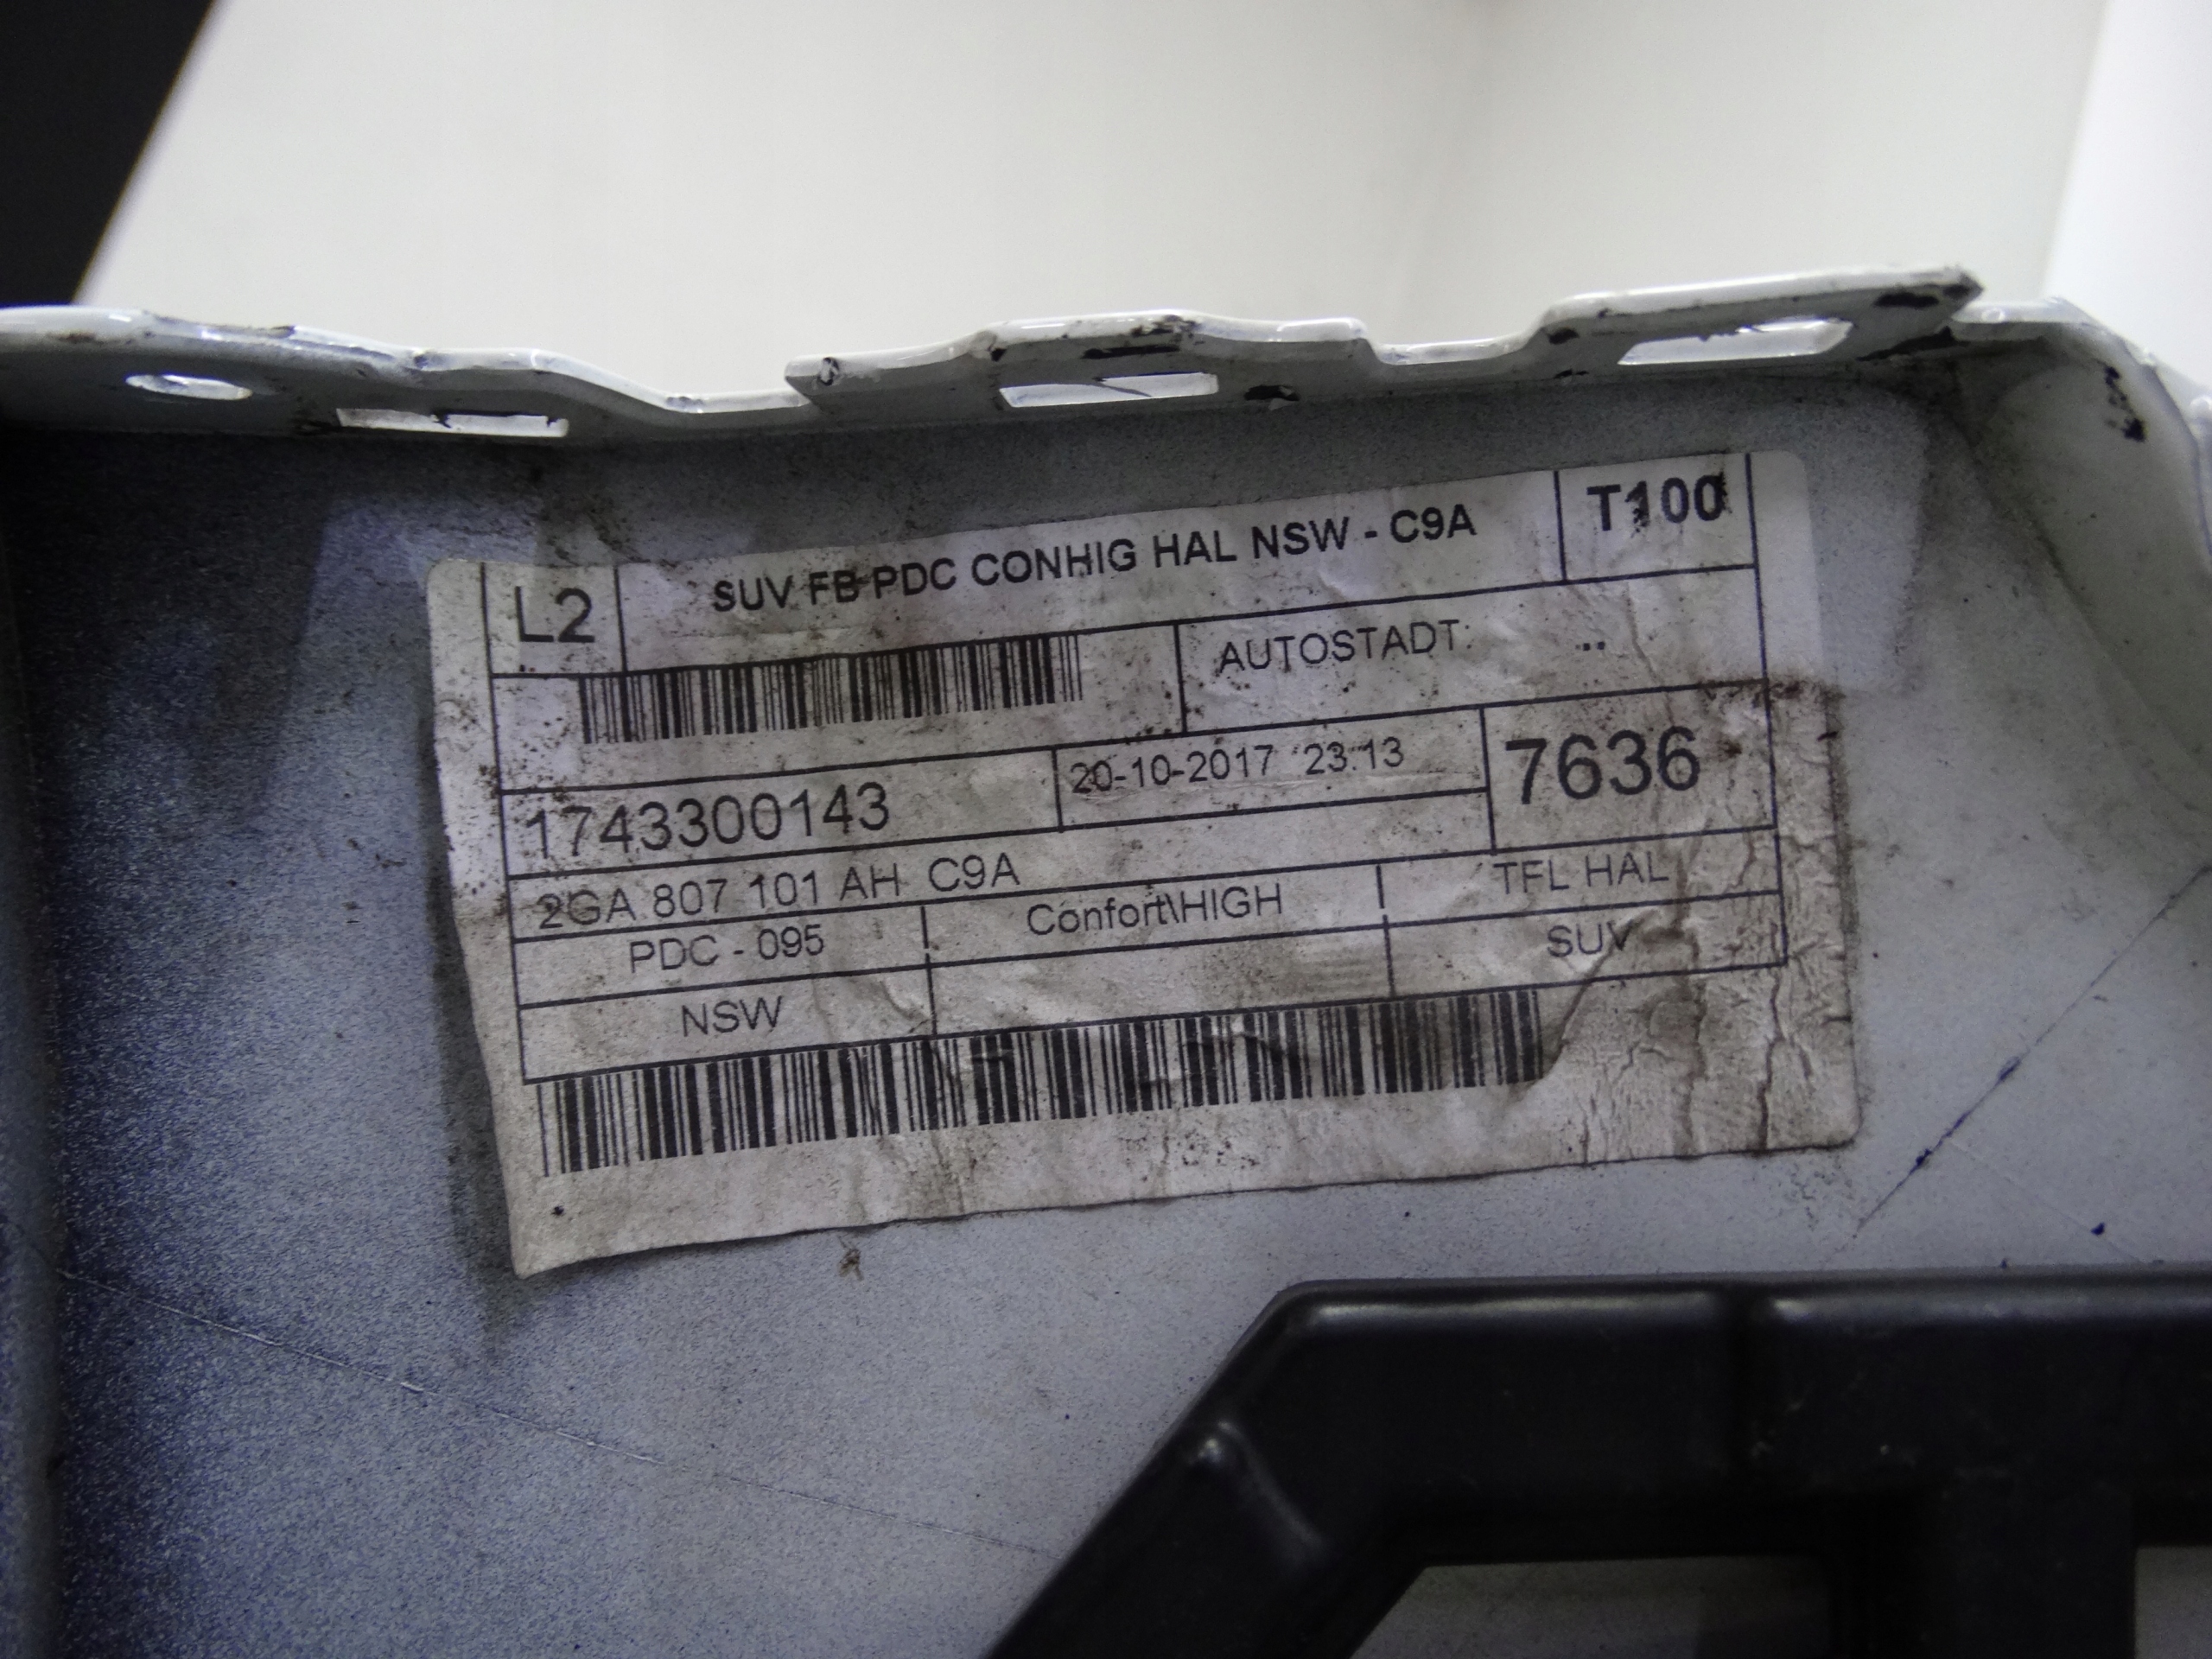 L2 SUV FB PDC CONHIG HAL NSW - C9A T100
AUTOSTADT: ..
1743300143 20-10-2017 23:13 7636
2GA 807 101 AH C9A
PDC - 095 Confort\HIGH TFL HAL
NSW SUV